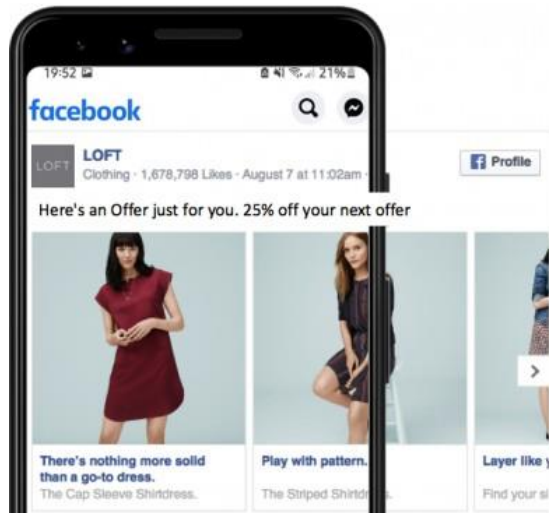 19:52 21%
facebook
LOFT
LOFT
Clothing · 1,678,798 Likes · August 7 at 11:02am ·
Profile
Here's an Offer just for you. 25% off your next offer
There's nothing more solid
than a go-to dress.
The Cap Sleeve Shirtdress.
Play with pattern.
The Striped
Layer like
Find your